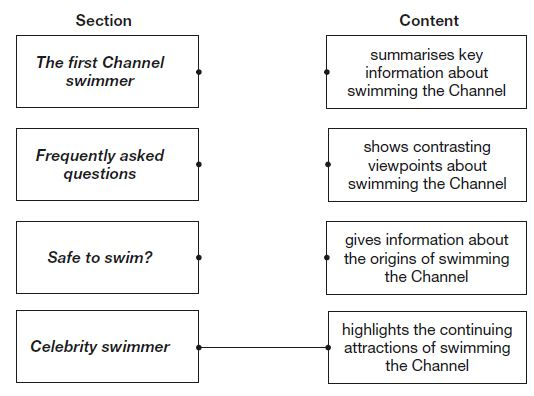 Section
Content
The first Channel
swimmer
summarises key
information about
swimming the Channel
Frequently asked
questions
shows contrasting
viewpoints about
swimming the Channel
Safe to swim?
gives information about
the origins of swimming
the Channel
Celebrity swimmer
highlights the continuing
attractions of swimming
the Channel